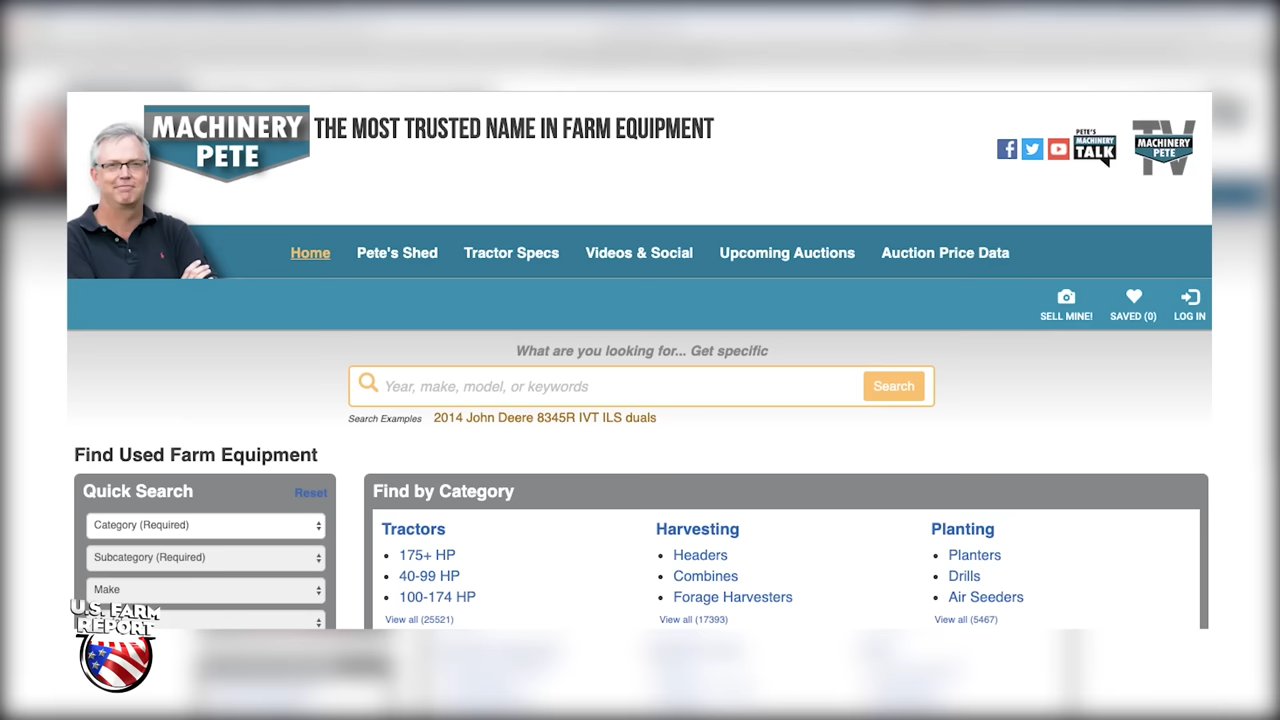 MACHINERY
PETE
THE MOST TRUSTED NAME IN FARM EQUIPMENT
PETE'S
MACHINERY
TALK
TV
MACHINERY
PETE
Home Pete's Shed Tractor Specs Videos & Social Upcoming Auctions Auction Price Data
SELL MINE! SAVED (0) LOG IN
What are you looking for... Get specific
Year, make, model, or keywords Search
Search Examples 2014 John Deere 8345R IVT ILS duals
Find Used Farm Equipment
Quick Search Reset
Category (Required)
Subcategory (Required)
Make
Find by Category
Tractors
175+ HP
40-99 HP
100-174 HP
View all (25521)
Harvesting
Headers
Combines
Forage Harvesters
View all (17393)
Planting
Planters
Drills
Air Seeders
View all (5467)
U.S. FARM
REPORT